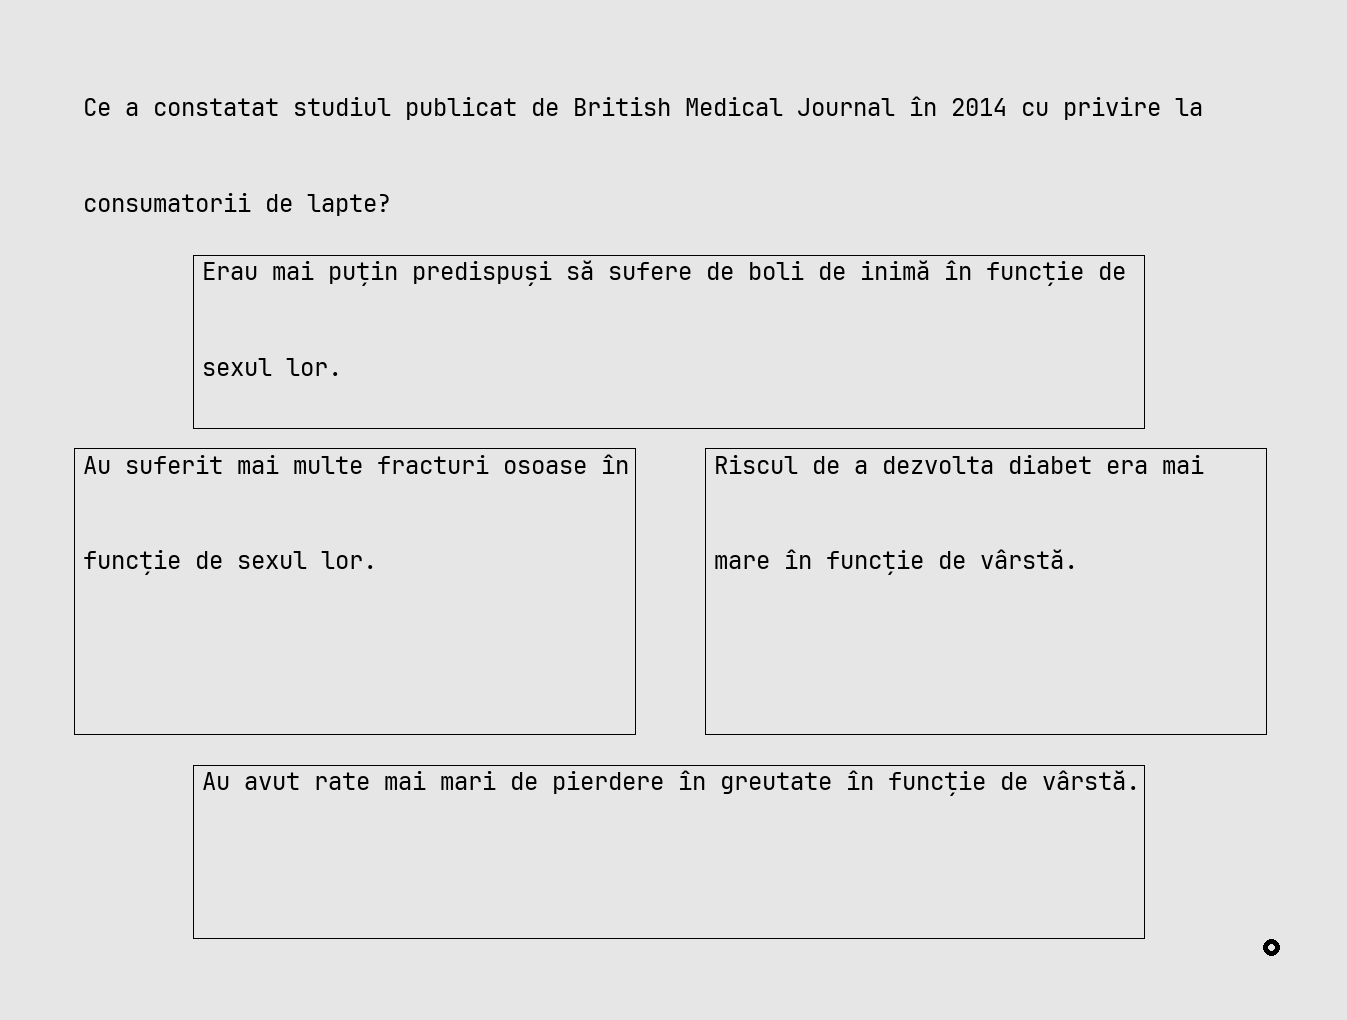 Ce a constatat studiul publicat de British Medical Journal în 2014 cu privire la
consumatorii de lapte?
Erau mai puțin predispuși să sufere de boli de inimă în funcție de
sexul lor.
Au suferit mai multe fracturi osoase în
funcție de sexul lor.
Riscul de a dezvolta diabet era mai
mare în funcție de vârstă.
Au avut rate mai mari de pierdere în greutate în funcție de vârstă.